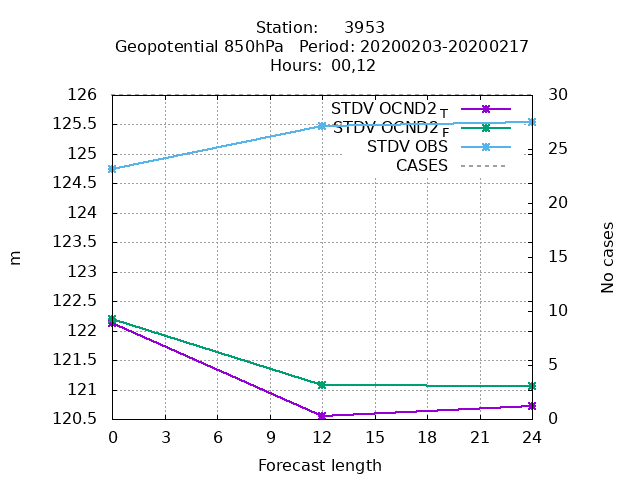 Station: 3953
Geopotential 850hPa Period: 20200203-20200217
Hours: 00,12
126
125.5
125
124.5
124
123.5
123
122.5
122
121.5
121
120.5
m
STDV OCND2 T
STDV OCND2 F
STDV OBS
CASES
30
25
20
15
10
5
0
No cases
0 3 6 9 12 15 18 21 24
Forecast length